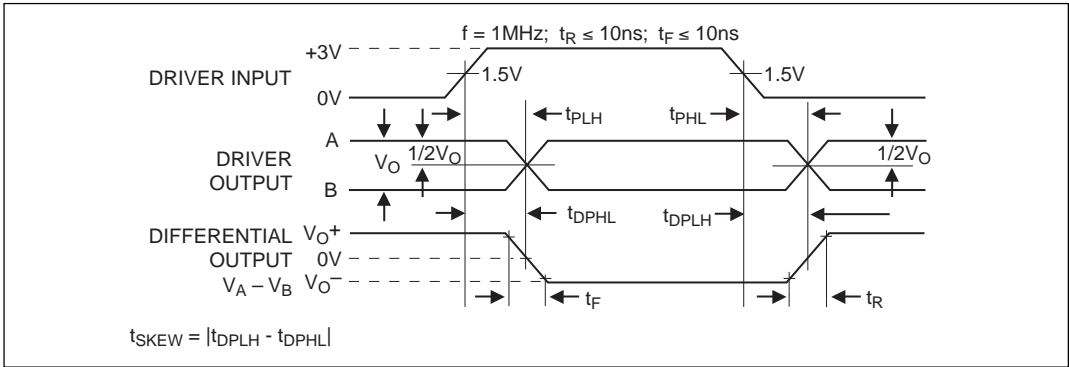 f = 1MHz; tR ≤ 10ns; tF ≤ 10ns
+3V
DRIVER INPUT
1.5V
1.5V
0V
tPLH
tPHL
A
DRIVER OUTPUT
VO
1/2VO
1/2VO
B
tDPHL
tDPLH
DIFFERENTIAL OUTPUT
VA – VB
VO+
0V
VO–
tF
tR
tSKEW = |tDPLH - tDPHL|